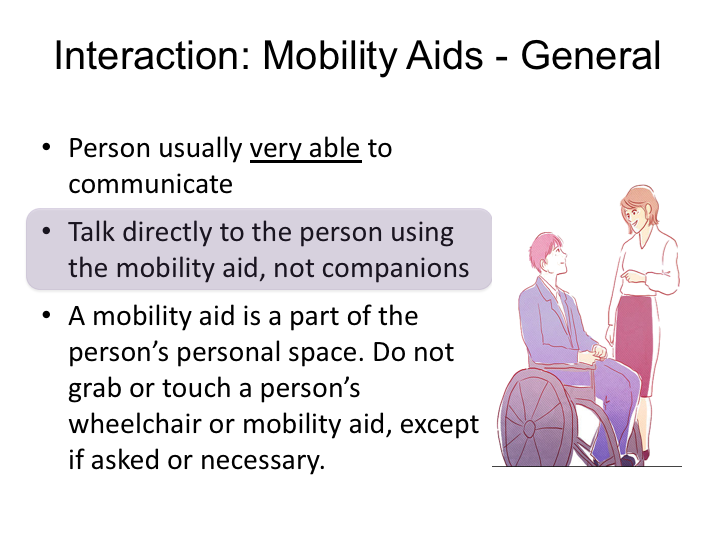 Interaction: Mobility Aids - General
• Person usually very able to
communicate
• Talk directly to the person using
the mobility aid, not companions
• A mobility aid is a part of the
person’s personal space. Do not
grab or touch a person’s
wheelchair or mobility aid, except
if asked or necessary.